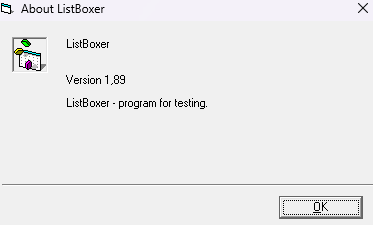 About ListBoxer
ListBoxer
Version 1,89
ListBoxer - program for testing.
OK